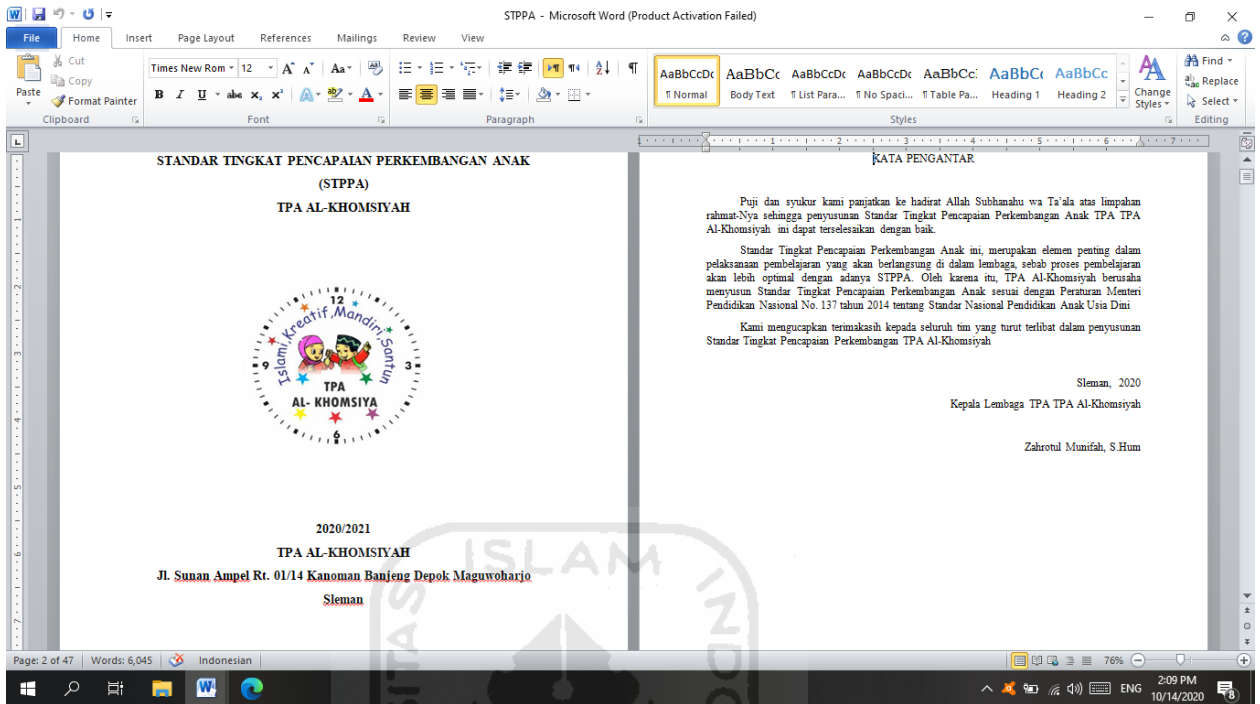 STPPA - Microsoft Word (Product Activation Failed)
File Home Insert Page Layout References Mailings Review View
Paste
Cut
Copy
Format Painter
Clipboard
Times New Rom 12
Font
Paragraph
AaBbCcDc AaBbCc AaBbCcDc AaBbCcDc AaBbCc AaBbC AaBbCc
¶ Normal Body Text ¶ List Para... ¶ No Spaci... ¶ Table Pa... Heading 1 Heading 2
Change Styles
Styles
Find
Replace
Select
Editing
STANDAR TINGKAT PENCAPAIAN PERKEMBANGAN ANAK
(STPPA)
TPA AL-KHOMSIYAH
12
Islami,Kreatif,Mandiri,Santun
9 3
TPA
AL- KHOMSIYA
6
2020/2021
TPA AL-KHOMSIYAH
Jl. Sunan Ampel Rt. 01/14 Kanoman Banjeng Depok Maguwoharjo
Sleman
KATA PENGANTAR
Puji dan syukur kami panjatkan ke hadirat Allah Subhanahu wa Ta'ala atas limpahan
rahmat-Nya sehingga penyusunan Standar Tingkat Pencapaian Perkembangan Anak TPA TPA
Al-Khomsiyah ini dapat terselesaikan dengan baik.
Standar Tingkat Pencapaian Perkembangan Anak ini, merupakan elemen penting dalam
pelaksanaan pembelajaran yang akan berlangsung di dalam lembaga, sebab proses pembelajaran
akan lebih optimal dengan adanya STPPA. Oleh karena itu, TPA Al-Khomsiyah berusaha
menyusun Standar Tingkat Pencapaian Perkembangan Anak sesuai dengan Peraturan Menteri
Pendidikan Nasional No. 137 tahun 2014 tentang Standar Nasional Pendidikan Anak Usia Dini
Kami mengucapkan terimakasih kepada seluruh tim yang turut terlibat dalam penyusunan
Standar Tingkat Pencapaian Perkembangan TPA Al-Khomsiyah
Sleman, 2020
Kepala Lembaga TPA TPA Al-Khomsiyah
Zahrotul Munifah, S.Hum
ISLAM
Page: 2 of 47 Words: 6,045 Indonesian 76%
ENG 2:09 PM
10/14/2020
8